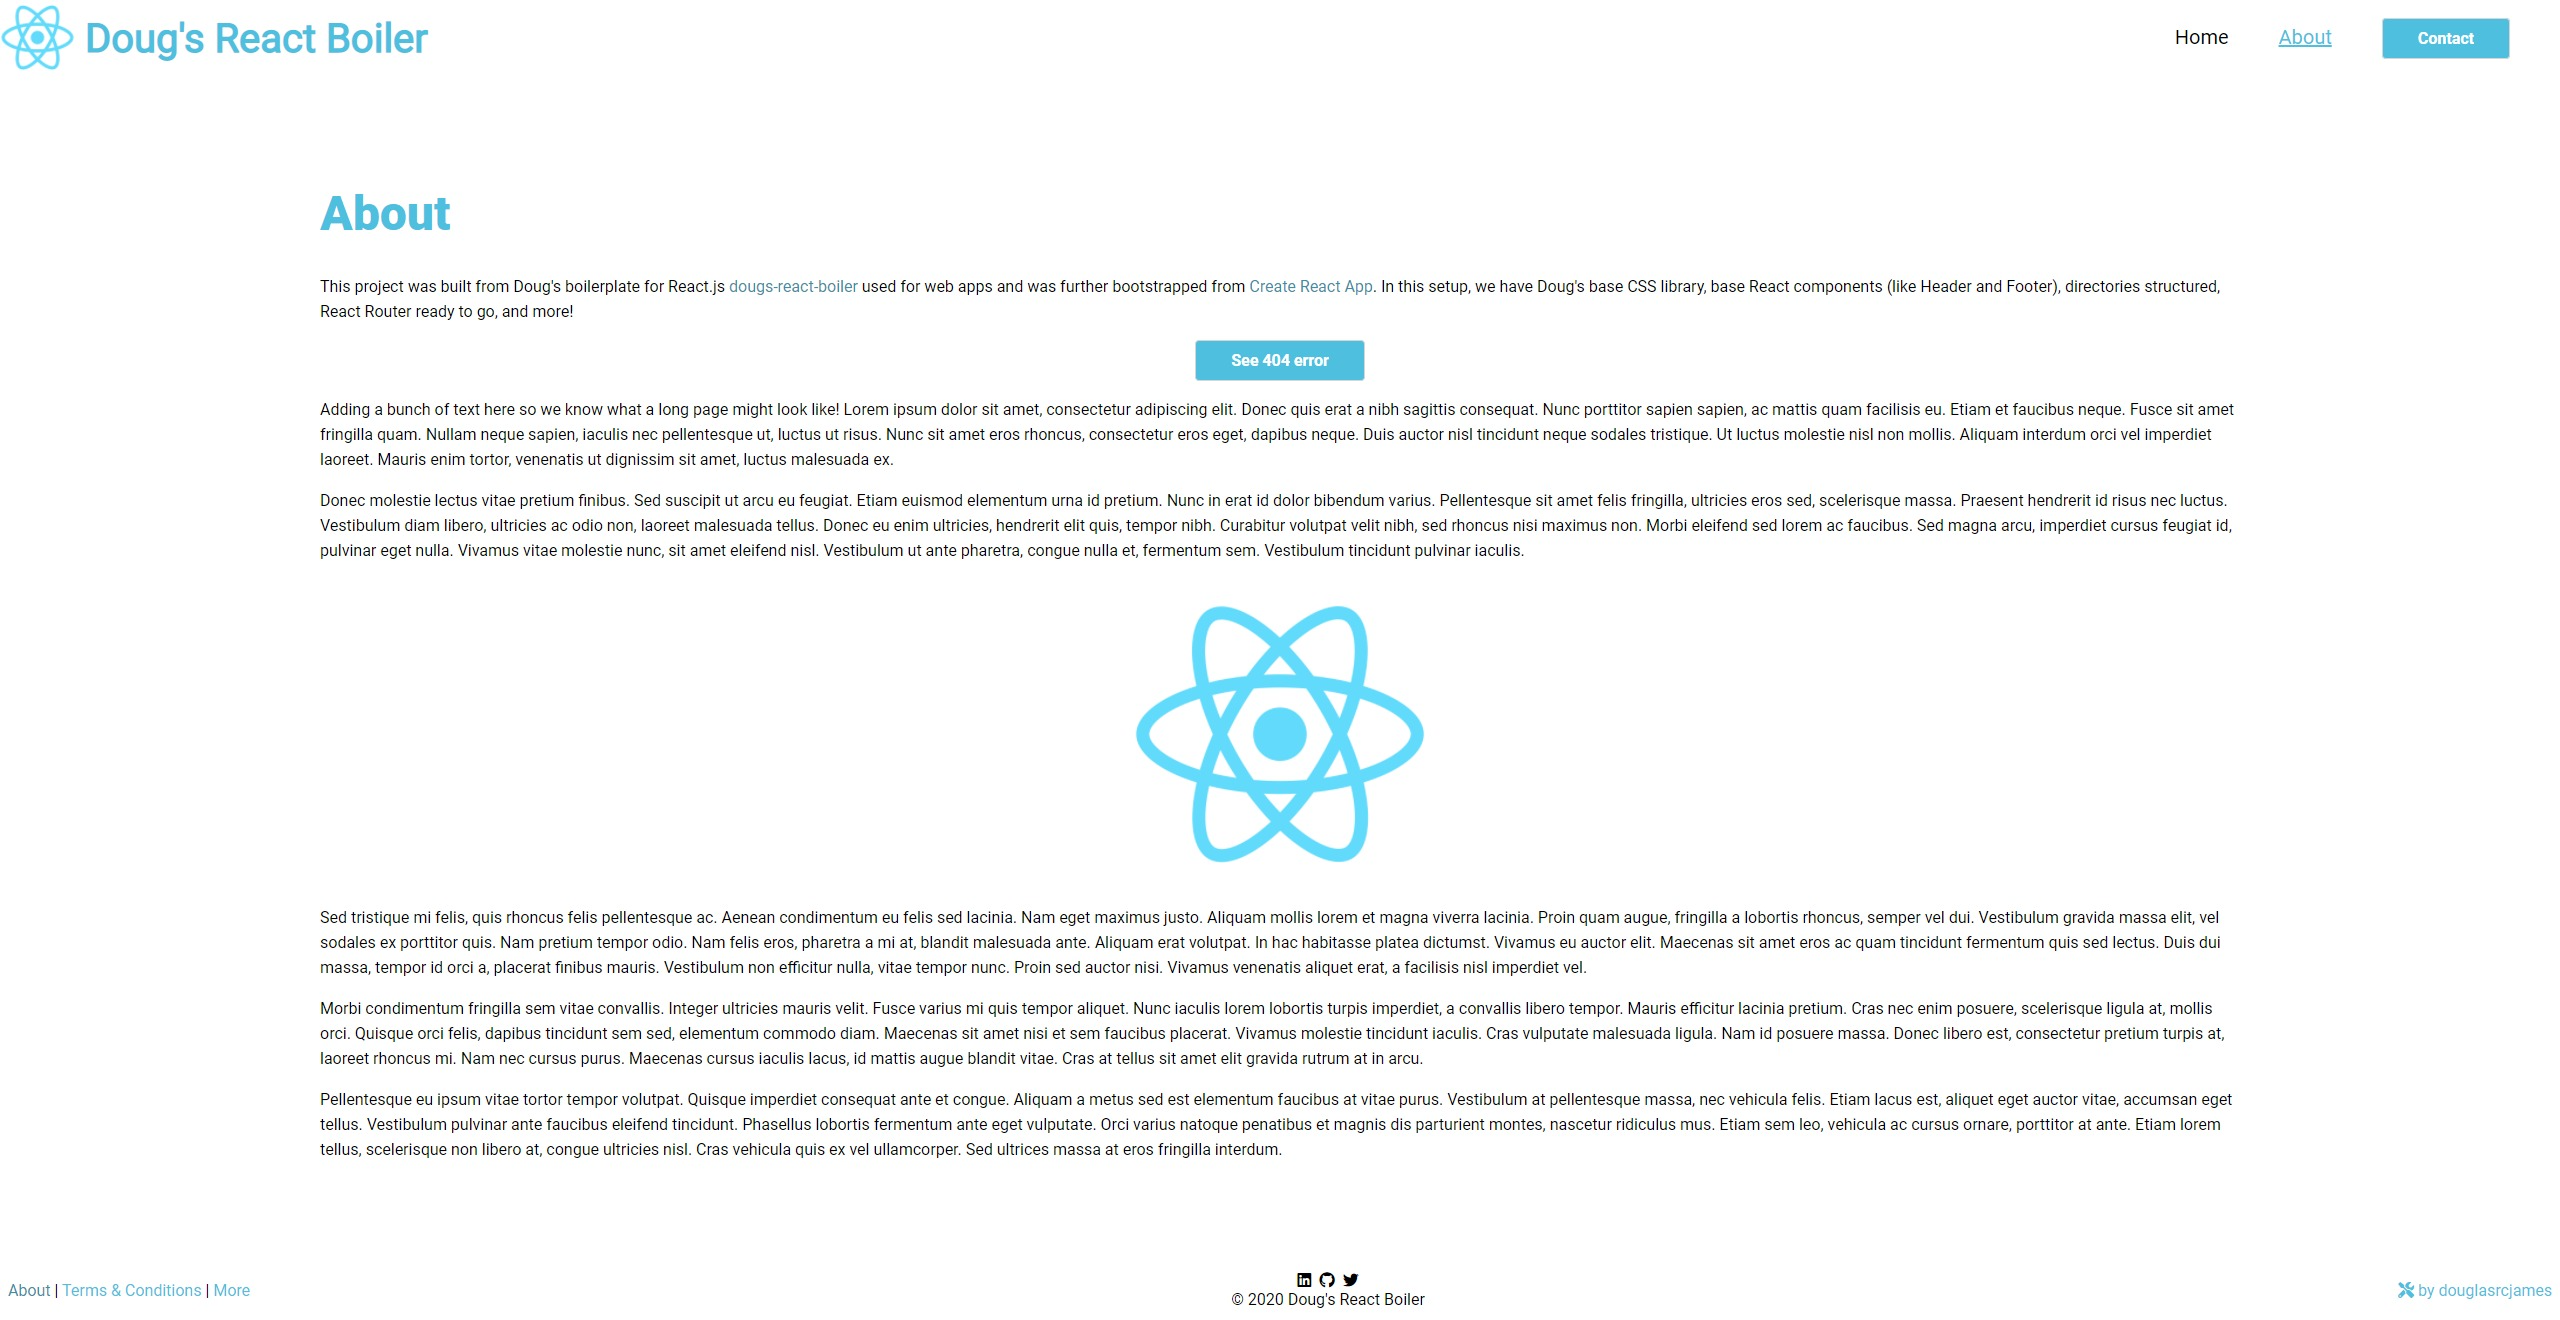 Doug's React Boiler
Home About Contact
About
This project was built from Doug's boilerplate for React.js dougs-react-boiler used for web apps and was further bootstrapped from Create React App. In this setup, we have Doug's base CSS library, base React components (like Header and Footer), directories structured,
React Router ready to go, and more!
See 404 error
Adding a bunch of text here so we know what a long page might look like! Lorem ipsum dolor sit amet, consectetur adipiscing elit. Donec quis erat a nibh sagittis consequat. Nunc porttitor sapien sapien, ac mattis quam facilisis eu. Etiam et faucibus neque. Fusce sit amet
fringilla quam. Nullam neque sapien, iaculis nec pellentesque ut, luctus ut risus. Nunc sit amet eros rhoncus, consectetur eros eget, dapibus neque. Duis auctor nisl tincidunt neque sodales tristique. Ut luctus molestie nisl non mollis. Aliquam interdum orci vel imperdiet
laoreet. Mauris enim tortor, venenatis ut dignissim sit amet, luctus malesuada ex.
Donec molestie lectus vitae pretium finibus. Sed suscipit ut arcu eu feugiat. Etiam euismod elementum urna id pretium. Nunc in erat id dolor bibendum varius. Pellentesque sit amet felis fringilla, ultricies eros sed, scelerisque massa. Praesent hendrerit id risus nec luctus.
Vestibulum diam libero, ultricies ac odio non, laoreet malesuada tellus. Donec eu enim ultricies, hendrerit elit quis, tempor nibh. Curabitur volutpat velit nibh, sed rhoncus nisi maximus non. Morbi eleifend sed lorem ac faucibus. Sed magna arcu, imperdiet cursus feugiat id,
pulvinar eget nulla. Vivamus vitae molestie nunc, sit amet eleifend nisl. Vestibulum ut ante pharetra, congue nulla et, fermentum sem. Vestibulum tincidunt pulvinar iaculis.
Sed tristique mi felis, quis rhoncus felis pellentesque ac. Aenean condimentum eu felis sed lacinia. Nam eget maximus justo. Aliquam mollis lorem et magna viverra lacinia. Proin quam augue, fringilla a lobortis rhoncus, semper vel dui. Vestibulum gravida massa elit, vel
sodales ex porttitor quis. Nam pretium tempor odio. Nam felis eros, pharetra a mi at, blandit malesuada ante. Aliquam erat volutpat. In hac habitasse platea dictumst. Vivamus eu auctor elit. Maecenas sit amet eros ac quam tincidunt fermentum quis sed lectus. Duis dui
massa, tempor id orci a, placerat finibus mauris. Vestibulum non efficitur nulla, vitae tempor nunc. Proin sed auctor nisi. Vivamus venenatis aliquet erat, a facilisis nisl imperdiet vel.
Morbi condimentum fringilla sem vitae convallis. Integer ultricies mauris velit. Fusce varius mi quis tempor aliquet. Nunc iaculis lorem lobortis turpis imperdiet, a convallis libero tempor. Mauris efficitur lacinia pretium. Cras nec enim posuere, scelerisque ligula at, mollis
orci. Quisque orci felis, dapibus tincidunt sem sed, elementum commodo diam. Maecenas sit amet nisi et sem faucibus placerat. Vivamus molestie tincidunt iaculis. Cras vulputate malesuada ligula. Nam id posuere massa. Donec libero est, consectetur pretium turpis at,
laoreet rhoncus mi. Nam nec cursus purus. Maecenas cursus iaculis lacus, id mattis augue blandit vitae. Cras at tellus sit amet elit gravida rutrum at in arcu.
Pellentesque eu ipsum vitae tortor tempor volutpat. Quisque imperdiet consequat ante et congue. Aliquam a metus sed est elementum faucibus at vitae purus. Vestibulum at pellentesque massa, nec vehicula felis. Etiam lacus est, aliquet eget auctor vitae, accumsan eget
tellus. Vestibulum pulvinar ante faucibus eleifend tincidunt. Phasellus lobortis fermentum ante eget vulputate. Orci varius natoque penatibus et magnis dis parturient montes, nascetur ridiculus mus. Etiam sem leo, vehicula ac cursus ornare, porttitor at ante. Etiam lorem
tellus, scelerisque non libero at, congue ultricies nisl. Cras vehicula quis ex vel ullamcorper. Sed ultrices massa at eros fringilla interdum.
About | Terms & Conditions | More
© 2020 Doug's React Boiler
by douglasrcjames